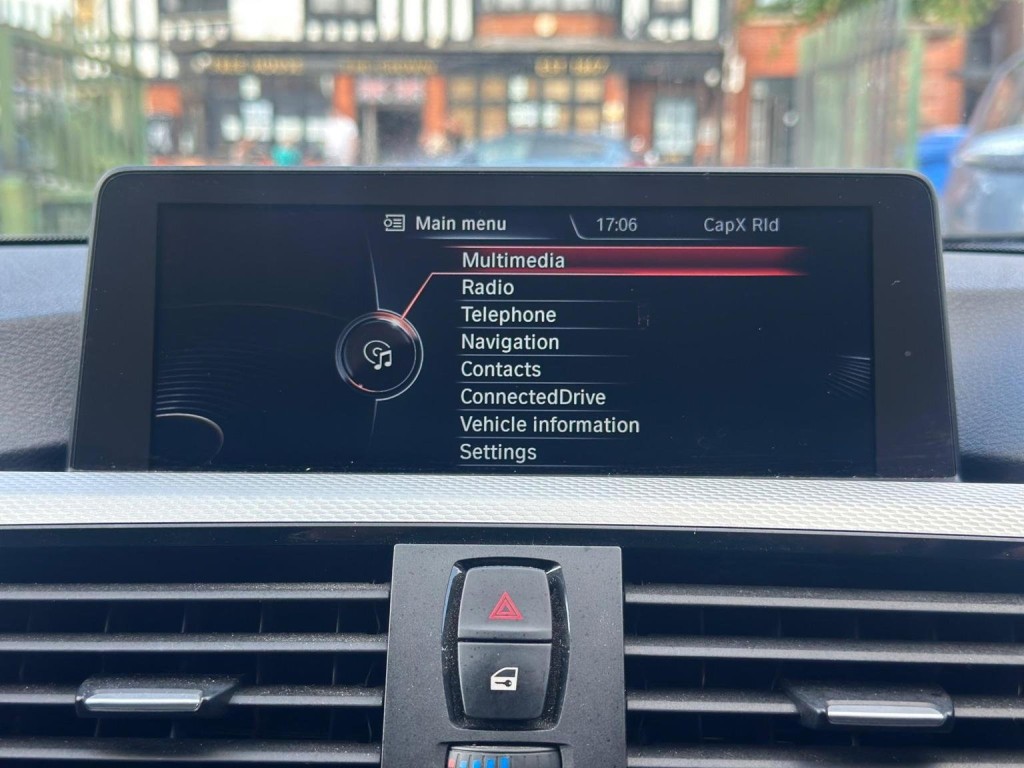 Main menu 17:06 CapX Rld
Multimedia
Radio
Telephone
Navigation
Contacts
ConnectedDrive
Vehicle information
Settings